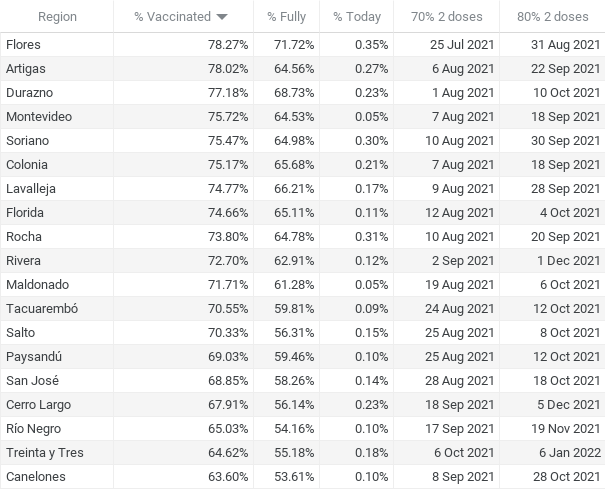 Region % Vaccinated % Fully % Today 70% 2 doses 80% 2 doses
Flores 78.27% 71.72% 0.35% 25 Jul 2021 31 Aug 2021
Artigas 78.02% 64.56% 0.27% 6 Aug 2021 22 Sep 2021
Durazno 77.18% 68.73% 0.23% 1 Aug 2021 10 Oct 2021
Montevideo 75.72% 64.53% 0.05% 7 Aug 2021 18 Sep 2021
Soriano 75.47% 64.98% 0.30% 10 Aug 2021 30 Sep 2021
Colonia 75.17% 65.68% 0.21% 7 Aug 2021 18 Sep 2021
Lavalleja 74.77% 66.21% 0.17% 9 Aug 2021 28 Sep 2021
Florida 74.66% 65.11% 0.11% 12 Aug 2021 4 Oct 2021
Rocha 73.80% 64.78% 0.31% 10 Aug 2021 20 Sep 2021
Rivera 72.70% 62.91% 0.12% 2 Sep 2021 1 Dec 2021
Maldonado 71.71% 61.28% 0.05% 19 Aug 2021 6 Oct 2021
Tacuarembó 70.55% 59.81% 0.09% 24 Aug 2021 12 Oct 2021
Salto 70.33% 56.31% 0.15% 25 Aug 2021 8 Oct 2021
Paysandú 69.03% 59.46% 0.10% 25 Aug 2021 12 Oct 2021
San José 68.85% 58.26% 0.14% 28 Aug 2021 18 Oct 2021
Cerro Largo 67.91% 56.14% 0.23% 18 Sep 2021 5 Dec 2021
Río Negro 65.03% 54.16% 0.10% 17 Sep 2021 19 Nov 2021
Treinta y Tres 64.62% 55.18% 0.18% 6 Oct 2021 6 Jan 2022
Canelones 63.60% 53.61% 0.10% 8 Sep 2021 28 Oct 2021